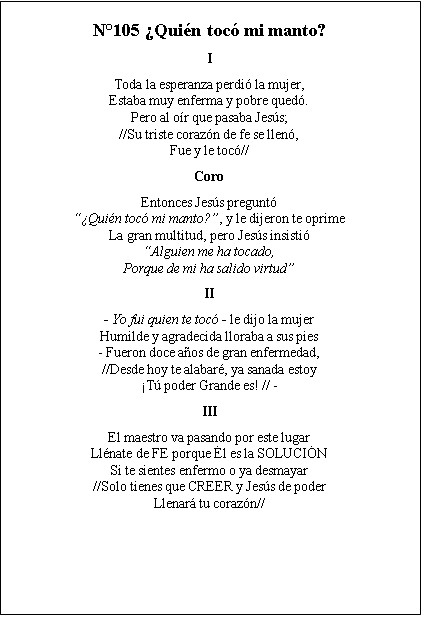 N°105 ¿Quién tocó mi manto?
I
Toda la esperanza perdió la mujer,
Estaba muy enferma y pobre quedó.
Pero al oír que pasaba Jesús;
//Su triste corazón de fe se llenó,
Fue y le tocó//
Coro
Entonces Jesús preguntó
“¿Quién tocó mi manto?”, y le dijeron te oprime
La gran multitud, pero Jesús insistió
“Alguien me ha tocado,
Porque de mi ha salido virtud”
II
- Yo fui quien te tocó - le dijo la mujer
Humilde y agradecida lloraba a sus pies
- Fueron doce años de gran enfermedad,
//Desde hoy te alabaré, ya sanada estoy
¡Tú poder Grande es! // -
III
El maestro va pasando por este lugar
Llénate de FE porque Él es la SOLUCIÓN
Si te sientes enfermo o ya desmayar
//Solo tienes que CREER y Jesús de poder
Llenará tu corazón//